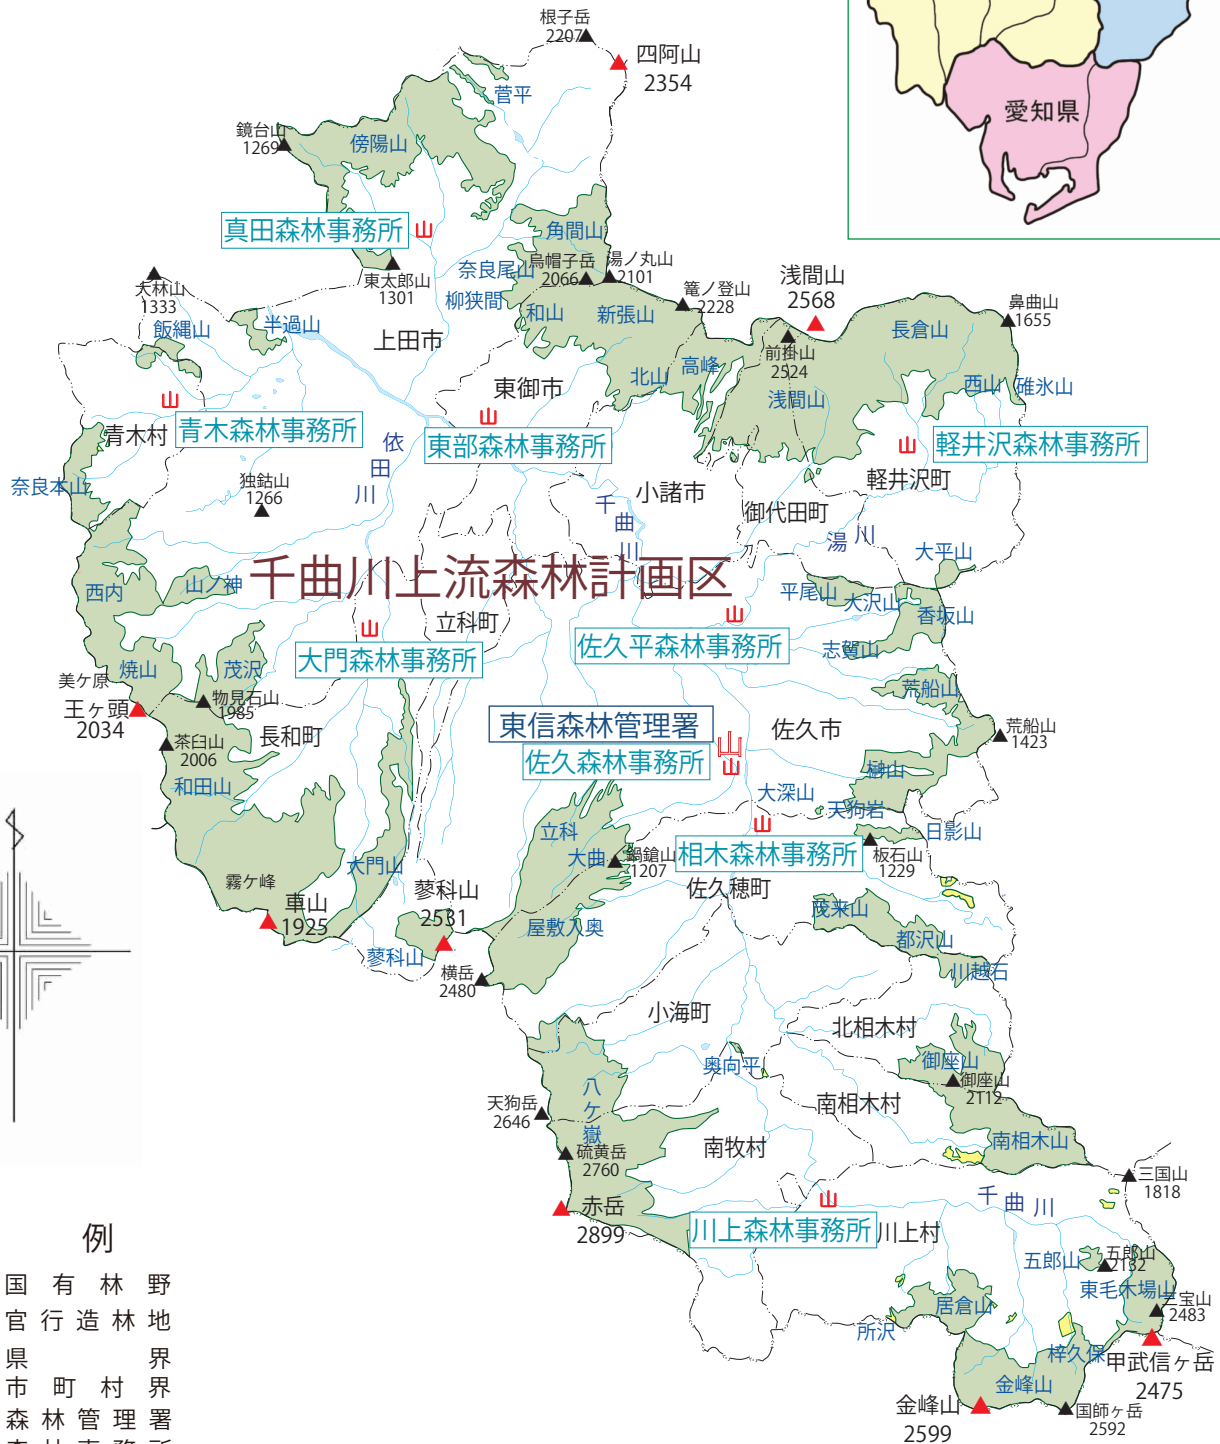 根子岳
2207
四阿山
2354
菅平
愛知県
鏡台山
1269
傍陽山
真田森林事務所
角間山
奈良尾山
烏帽子岳
2066
湯ノ丸山
2101
東太郎山
1301
大林山
1333
柳狭間
和山
新張山
篭ノ登山
2228
浅間山
2568
鼻曲山
1655
飯縄山
半過山
上田市
長倉山
前掛山
2524
高峰
北山
東御市
浅間山
西山
碓氷山
青木村
青木森林事務所
東部森林事務所
軽井沢森林事務所
依田川
奈良本山
独鈷山
1266
小諸市
千曲川
御代田町
軽井沢町
湯川
大平山
千曲川上流森林計画区
西内
山ノ神
平尾山
大沢山
香坂山
立科町
佐久平森林事務所
志賀山
大門森林事務所
焼山
茂沢
美ケ原
王ヶ頭
2034
物見石山
1985
荒船山
東信森林管理署
佐久市
荒船山
1423
長和町
茶臼山
2006
佐久森林事務所
榊山
和田山
大深山
天狗岩
立科
日影山
大曲
鍋鎗山
1207
相木森林事務所
板石山
1229
大門山
霧ケ峰
車山
1925
蓼科山
2531
佐久穂町
茂来山
屋敷入奥
都沢山
蓼科山
横岳
2480
川越石
小海町
北相木村
奥向平
御座山
御座山
2112
八ケ嶽
天狗岳
2646
南相木村
南牧村
南相木山
硫黄岳
2760
三国山
1818
赤岳
2899
千曲川
川上森林事務所
川上村
例
五郎山
五郎山
2132
国有林野
東毛木場山
三宝山
2483
居倉山
官行造林地
所沢
県界
梓久保
甲武信ヶ岳
2475
市町村界
金峰山
金峰山
2599
国師ヶ岳
2592
森林管理署
森林事務所